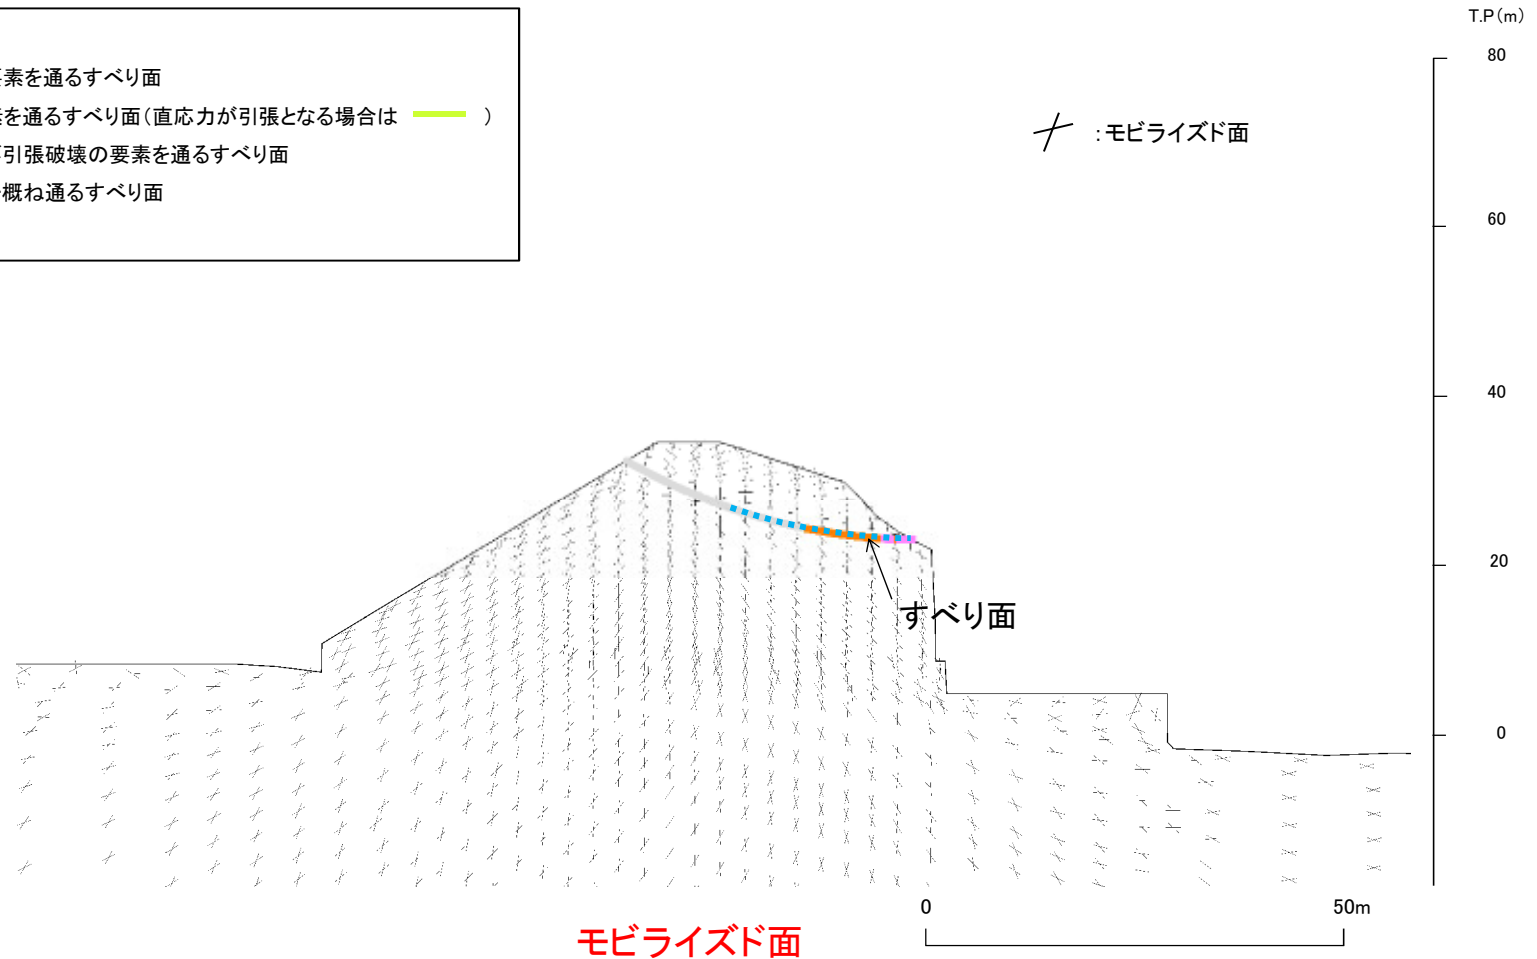 T.P(m)
80
素を通るすべり面
を通るすべり面(直応力が引張となる場合は )
引張破壊の要素を通るすべり面
概ね通るすべり面
:モビライズド面
60
40
20
すべり面
0
0 50m
モビライズド面